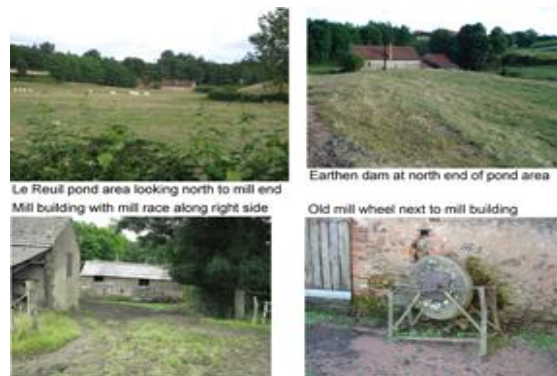 Le Reuil pond area looking north to mill end
Earthen dam at north end of pond area
Mill building with mill race along right side
Old mill wheel next to mill building